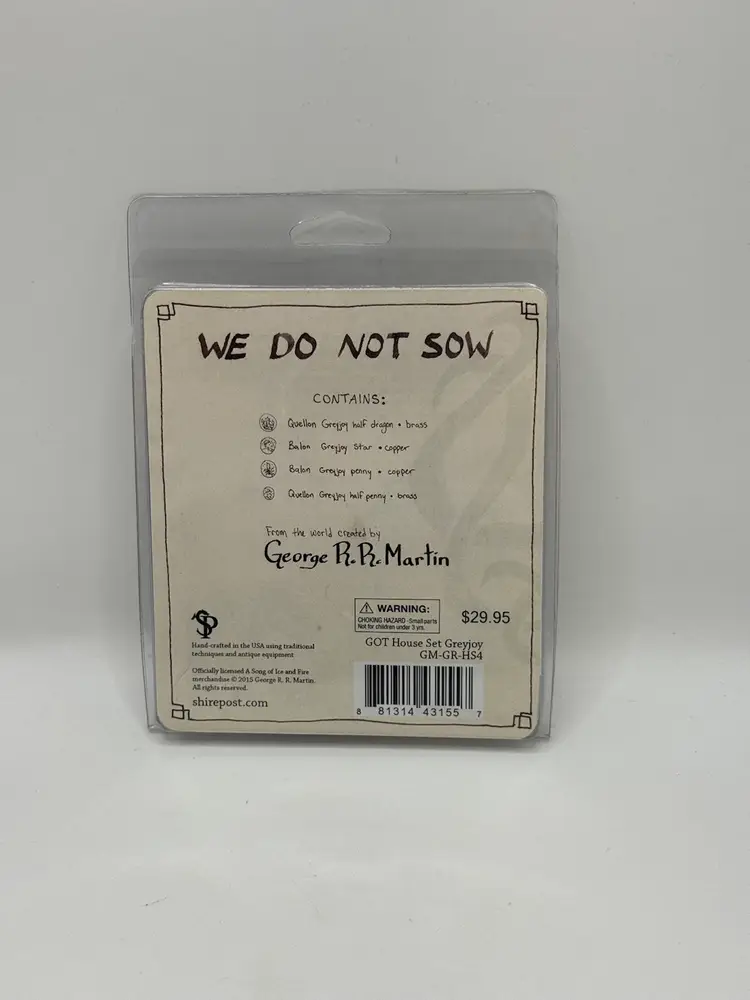 WE DO NOT SOW
CONTAINS:
Quellon Greyjoy half dragon • brass
Balon Greyjoy Star • copper
Balon Greyjoy penny • copper
Quellon Greyjoy half penny • brass
From the world created by
George R. R. Martin
SP
WARNING:
CHOKING HAZARD - Small parts
Not for children under 3 yrs.
$29.95
GOT House Set Greyjoy
GM-GR-HS4
Hand-crafted in the USA using traditional
techniques and antique equipment
Officially licensed A Song of Ice and Fire
merchandise © 2015 George R. R. Martin.
All rights reserved.
shirepost.com
8 81314 43155 7